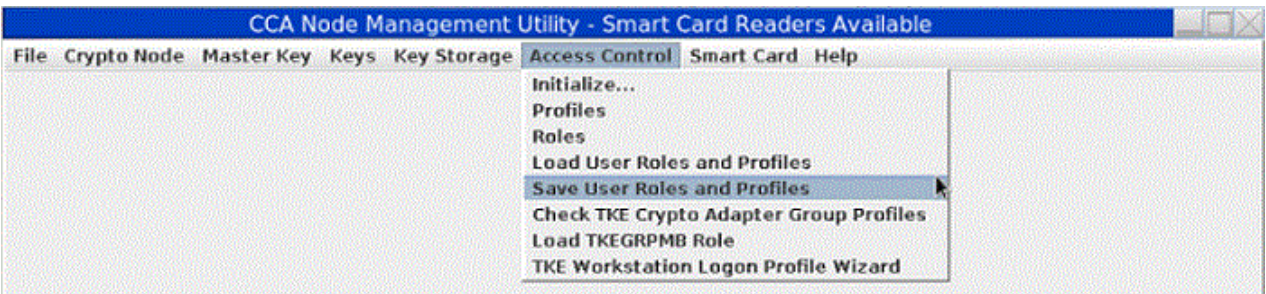 CCA Node Management Utility - Smart Card Readers Available
File Crypto Node Master Key Keys Key Storage Access Control Smart Card Help
Initialize...
Profiles
Roles
Load User Roles and Profiles
Save User Roles and Profiles
Check TKE Crypto Adapter Group Profiles
Load TKEGRPMB Role
TKE Workstation Logon Profile Wizard